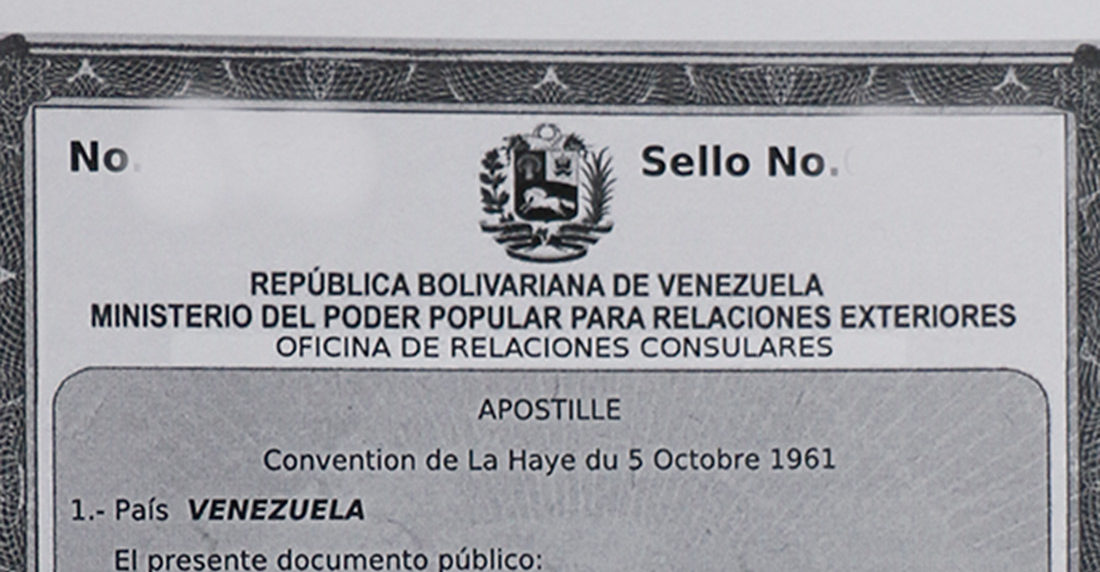 No.
Sello No.
REPÚBLICA BOLIVARIANA DE VENEZUELA
MINISTERIO DEL PODER POPULAR PARA RELACIONES EXTERIORES
OFICINA DE RELACIONES CONSULARES
APOSTILLE
Convention de La Haye du 5 Octobre 1961
1.- País VENEZUELA
El presente documento público: